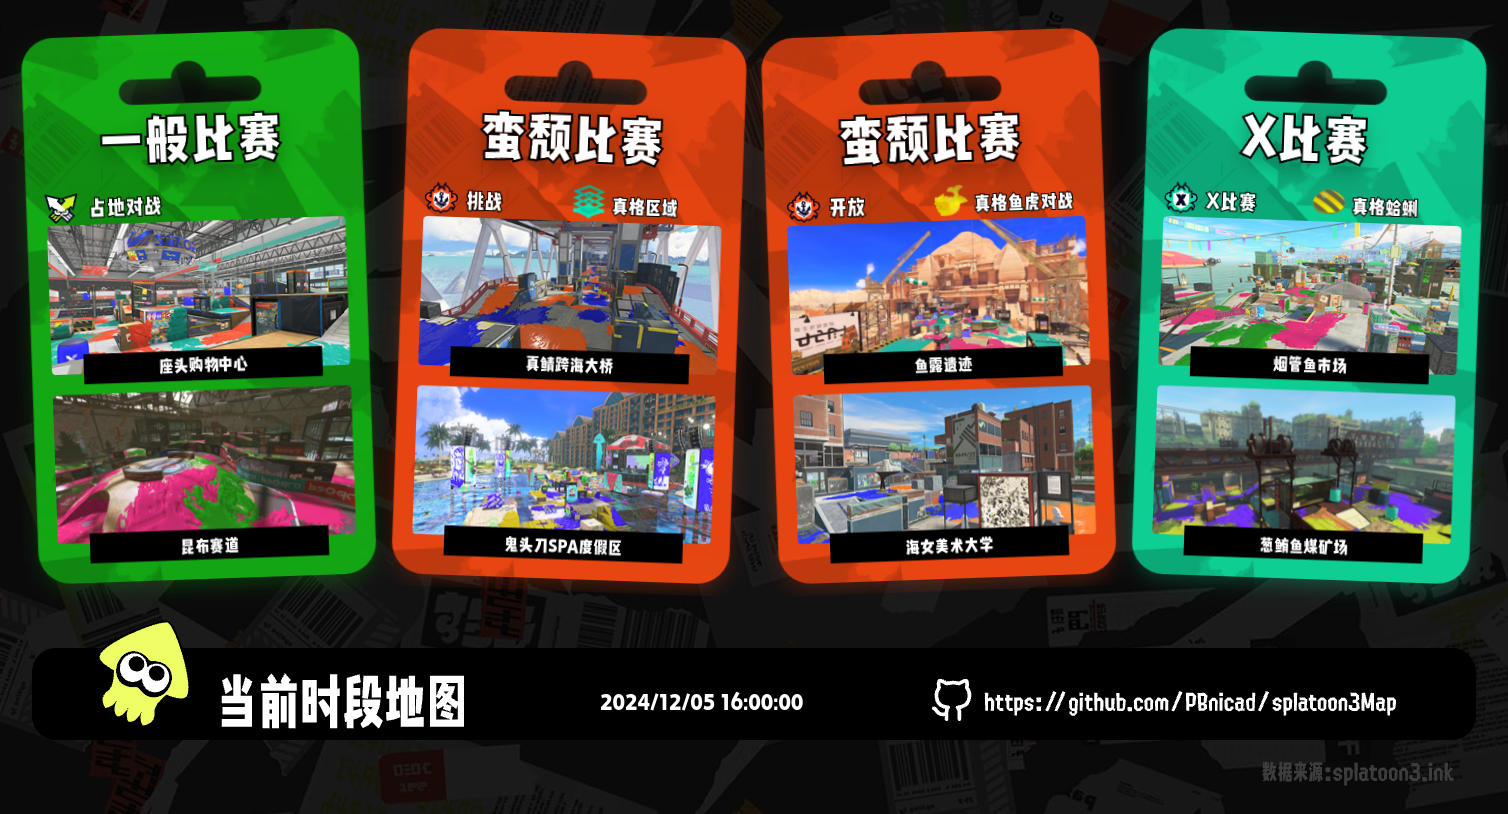 一般比赛
占地对战
座头购物中心
昆布赛道
蛮颓比赛
挑战
真格区域
真鲷跨海大桥
鬼头刀SPA度假区
蛮颓比赛
开放
真格鱼虎对战
鱼露遗迹
海女美术大学
X比赛
X比赛
真格蛤蜊
烟管鱼市场
葱鲔鱼煤矿场
当前时段地图
2024/12/05 16:00:00
https://github.com/PBnicad/splatoon3Map
数据来源:splatoon3.ink